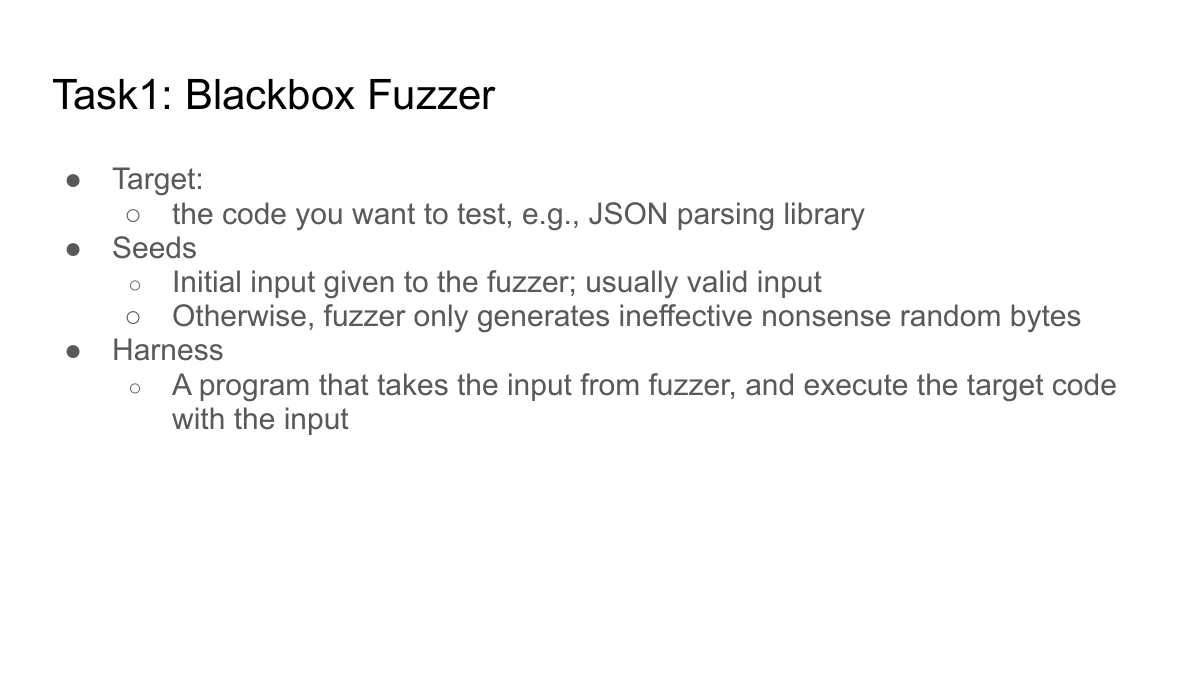 Task1: Blackbox Fuzzer
● Target:
○ the code you want to test, e.g., JSON parsing library
● Seeds
○ Initial input given to the fuzzer; usually valid input
○ Otherwise, fuzzer only generates ineffective nonsense random bytes
● Harness
○ A program that takes the input from fuzzer, and execute the target code
with the input